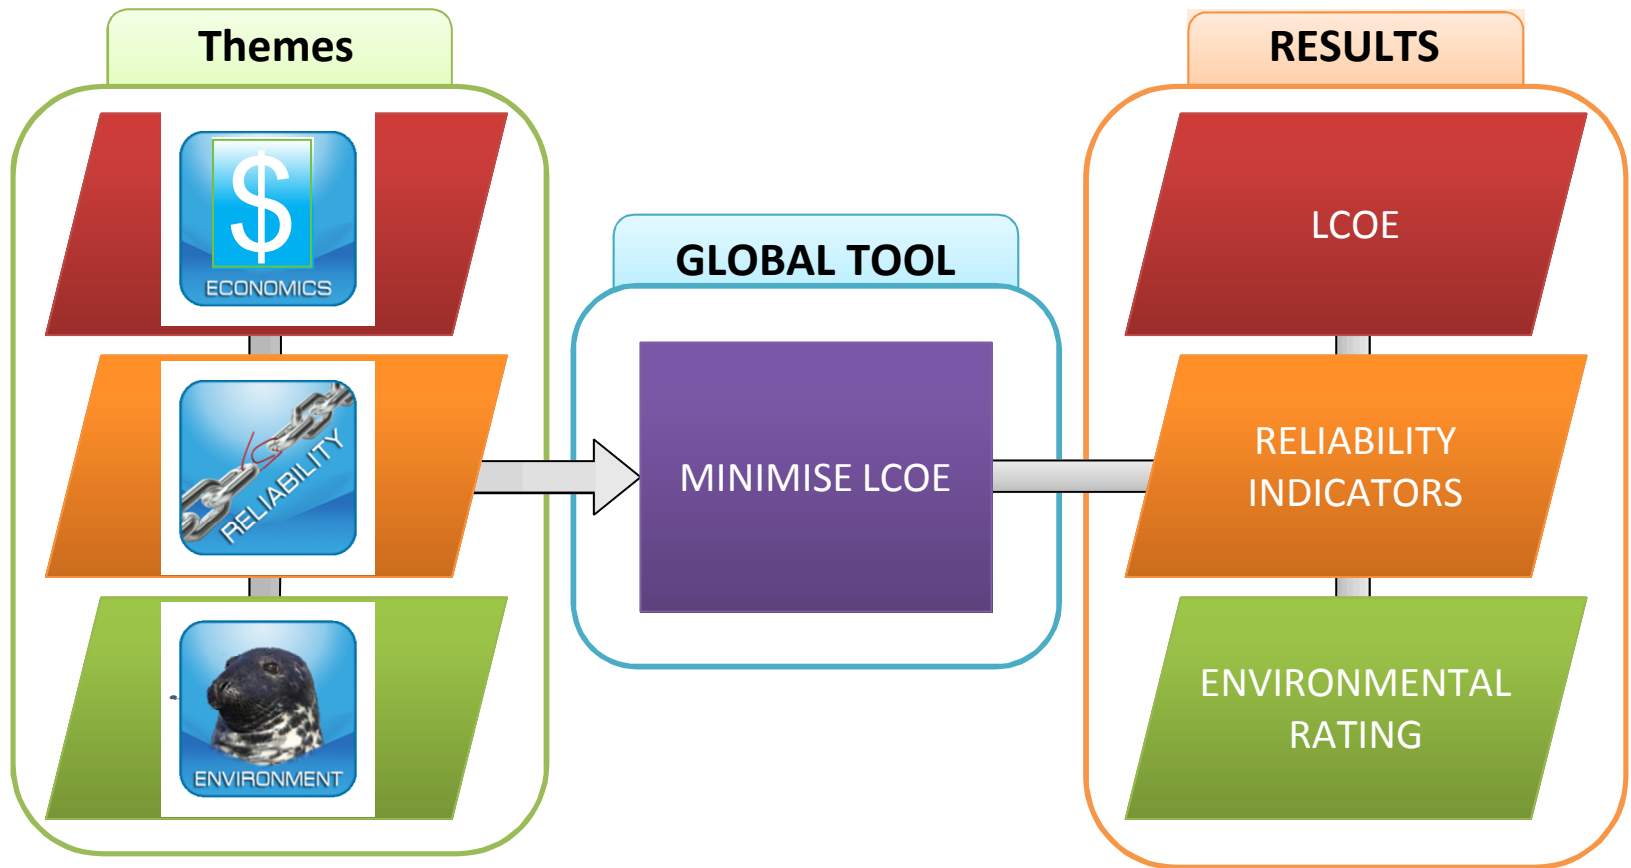 Themes
$
ECONOMICS
RELIABILITY
ENVIRONMENT
GLOBAL TOOL
MINIMISE LCOE
RESULTS
LCOE
RELIABILITY
INDICATORS
ENVIRONMENTAL
RATING